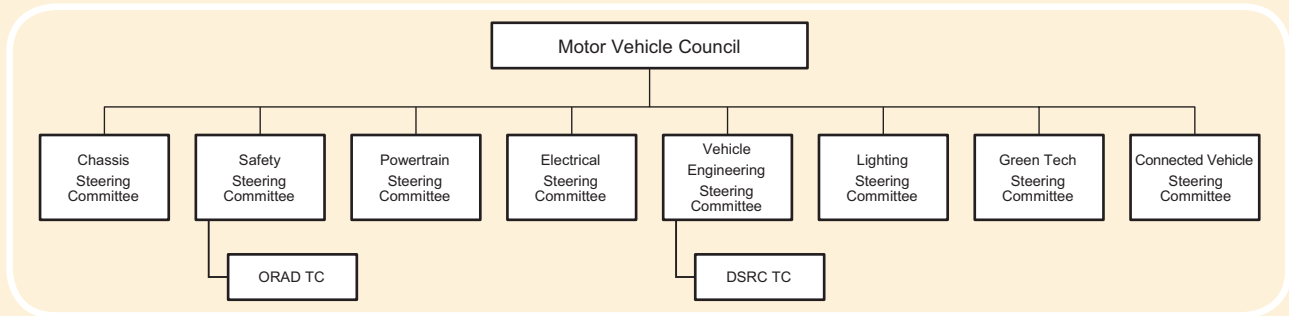 Motor Vehicle Council
Chassis
Steering
Committee
Safety
Steering
Committee
Powertrain
Steering
Committee
Electrical
Steering
Committee
Vehicle
Engineering
Steering
Committee
Lighting
Steering
Committee
Green Tech
Steering
Committee
Connected Vehicle
Steering
Committee
ORAD TC
DSRC TC